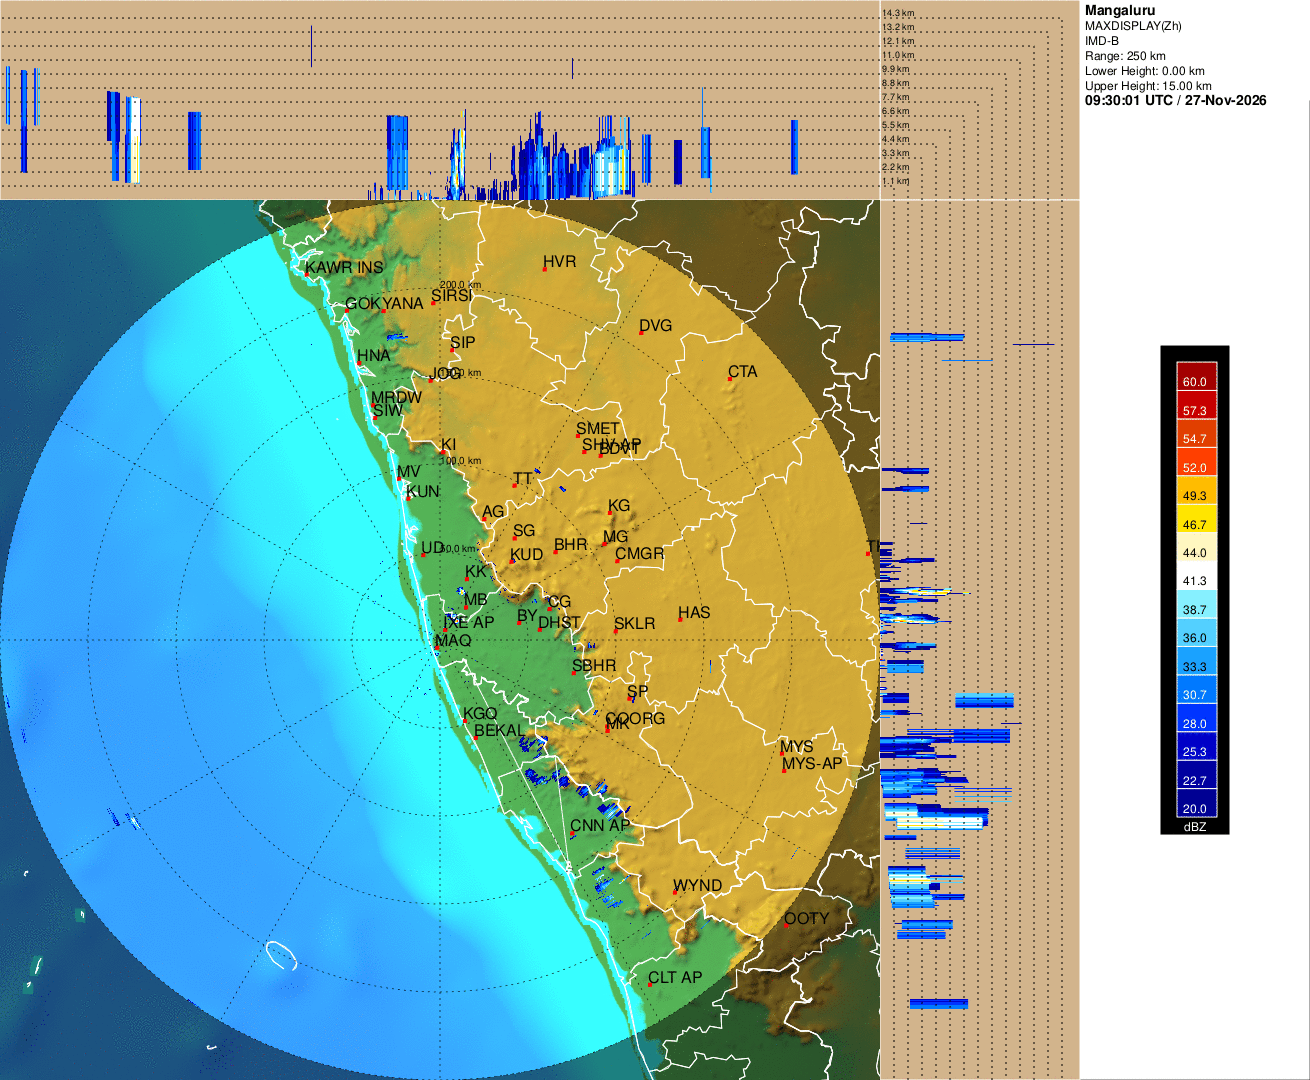 14.3 km
13.2 km
12.1 km
11.0 km
9.9 km
8.8 km
7.7 km
6.6 km
5.5 km
4.4 km
3.3 km
2.2 km
1.1 km
Mangaluru
MAXDISPLAY(Zh)
IMD-B
Range: 250 km
Lower Height: 0.00 km
Upper Height: 15.00 km
09:30:01 UTC / 27-Nov-2026
KAWR INS
HVR
200.0 km
SIRSI
GOKYANA
DVG
SIP
HNA
JOG
CTA
MRDW
SIW
SMET
KI
SHV-AP
BDVT
100.0 km
MV
TT
KUN
KG
AG
SG
MG
UD
50.0 km
BHR
KUD
CMGR
KK
MB
CG
IXE AP
BY
DHST
SKLR
HAS
MAQ
SBHR
SP
KGQ
COORG
MK
BEKAL
MYS
MYS-AP
CNN AP
WYND
OOTY
CLT AP
60.0
57.3
54.7
52.0
49.3
46.7
44.0
41.3
38.7
36.0
33.3
30.7
28.0
25.3
22.7
20.0
dBZ